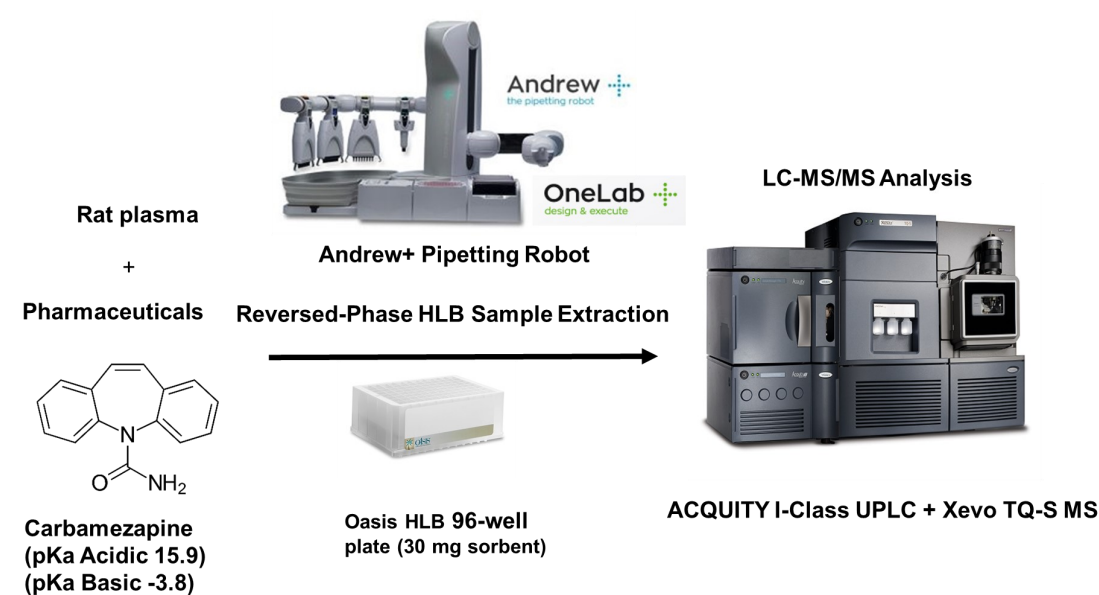 Andrew
the pipetting robot
OneLab
design & execute
Andrew+ Pipetting Robot
LC-MS/MS Analysis
Rat plasma
+
Pharmaceuticals
Reversed-Phase HLB Sample Extraction
N
O
NH2
Carbamezapine
(pKa Acidic 15.9)
(pKa Basic -3.8)
Oasis HLB 96-well
plate (30 mg sorbent)
ACQUITY I-Class UPLC + Xevo TQ-S MS